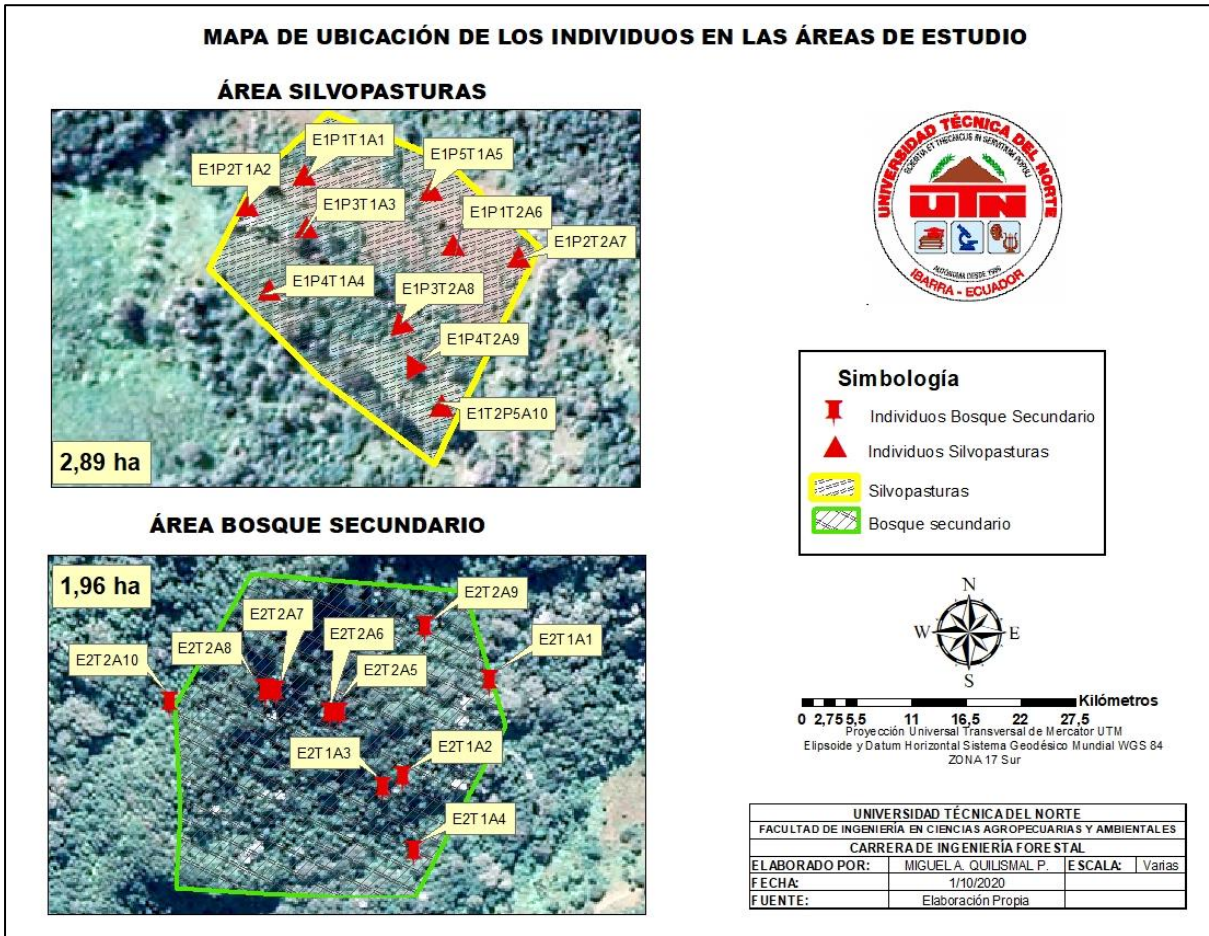 MAPA DE UBICACIÓN DE LOS INDIVIDUOS EN LAS ÁREAS DE ESTUDIO
ÁREA SILVOPASTURAS
E1P1T1A1
E1P2T1A2
E1P5T1A5
E1P3T1A3
E1P1T2A6
E1P2T2A7
E1P4T1A4
E1P3T2A8
E1P4T2A9
E1T2P5A10
2,89 ha
ÁREA BOSQUE SECUNDARIO
1,96 ha
E2T2A9
E2T2A7
E2T2A6
E2T1A1
E2T2A8
E2T2A5
E2T2A10
E2T1A3
E2T1A2
E2T1A4
UNIVERSIDAD TÉCNICA DEL NORTE
UTN
AUTÓNOMA DESDE 1986
IBARRA - ECUADOR
Simbología
Individuos Bosque Secundario
Individuos Silvopasturas
Silvopasturas
Bosque secundario
N
W E
S
Kilómetros
0 2,75 5,5 11 16,5 22 27,5
Proyección Universal Transversal de Mercator UTM
Elipsoide y Datum Horizontal Sistema Geodésico Mundial WGS 84
ZONA 17 Sur
UNIVERSIDAD TÉCNICA DEL NORTE
FACULTAD DE INGENIERÍA EN CIENCIAS AGROPECUARIAS Y AMBIENTALES
CARRERA DE INGENIERÍA FORESTAL
ELABORADO POR: MIGUEL A. QUILISMAL P. ESCALA: Varias
FECHA: 1/10/2020
FUENTE: Elaboración Propia